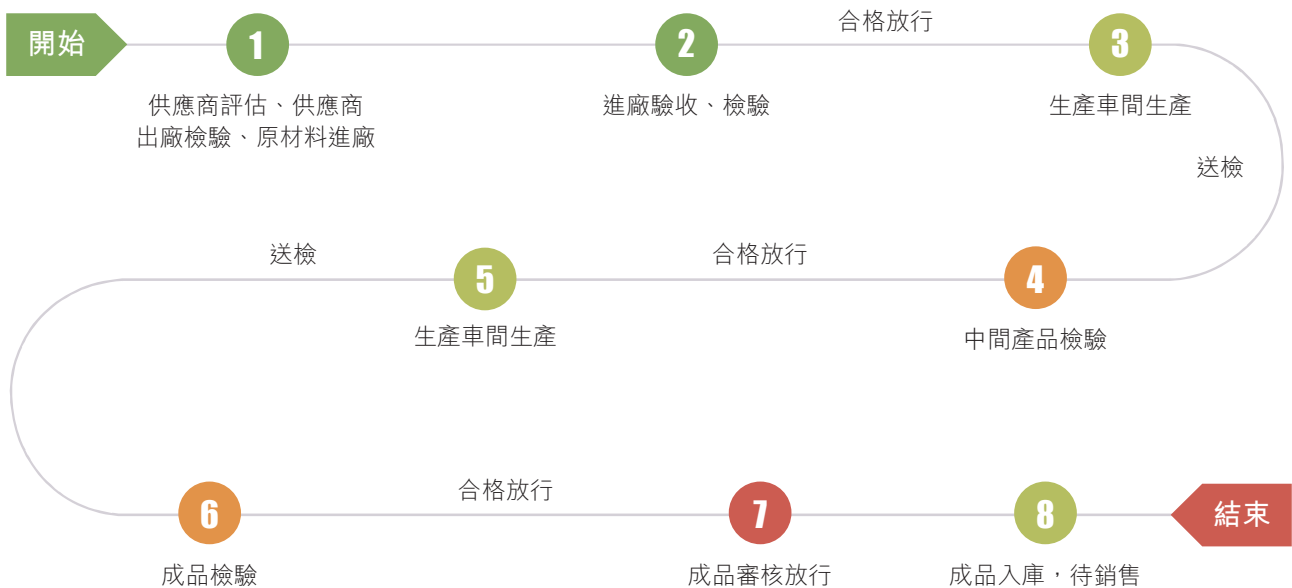 開始
1
供應商評估、供應商
出廠檢驗、原材料進廠
2
進廠驗收、檢驗
合格放行
3
生產車間生產
送檢
4
中間產品檢驗
合格放行
5
生產車間生產
送檢
6
成品檢驗
合格放行
7
成品審核放行
8
成品入庫，待銷售
結束